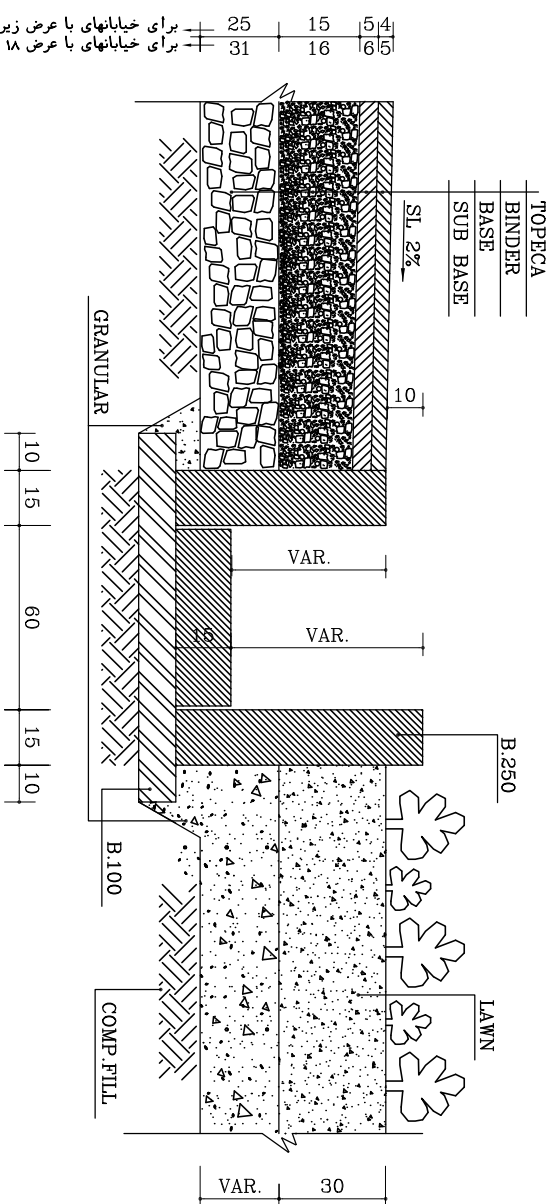 برای خیابانهای با عرض زیر
25 15 5 4
برای خیابانهای با عرض ۱۸
31 16 6 5
TOPECA
BINDER
BASE
SUB BASE
SL 2%
10
GRANULAR
10
15
60
15
10
VAR.
VAR.
15
B.250
B.100
LAWN
COMP.FILL
VAR.
30